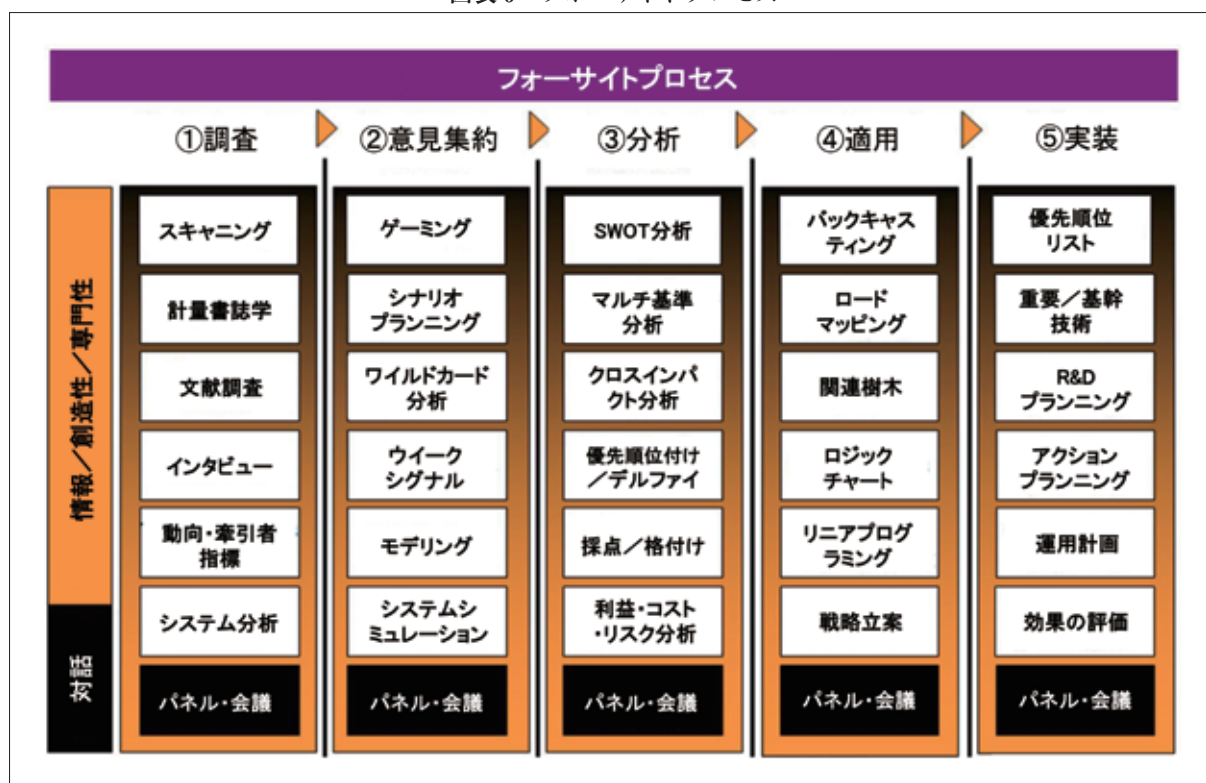 フォーサイトプロセス
①調査
②意見集約
③分析
④適用
⑤実装
情報／創造性／専門性
対話
スキャニング
計量書誌学
文献調査
インタビュー
動向・牽引者
指標
システム分析
パネル・会議
ゲーミング
シナリオ
プランニング
ワイルドカード
分析
ウイーク
シグナル
モデリング
システムシ
ミュレーション
パネル・会議
SWOT分析
マルチ基準
分析
クロスインパ
クト分析
優先順位付け
／デルファイ
採点／格付け
利益・コスト
・リスク分析
パネル・会議
バックキャス
ティング
ロード
マッピング
関連樹木
ロジック
チャート
リニアプログ
ラミング
戦略立案
パネル・会議
優先順位
リスト
重要／基幹
技術
R&D
プランニング
アクション
プランニング
運用計画
効果の評価
パネル・会議